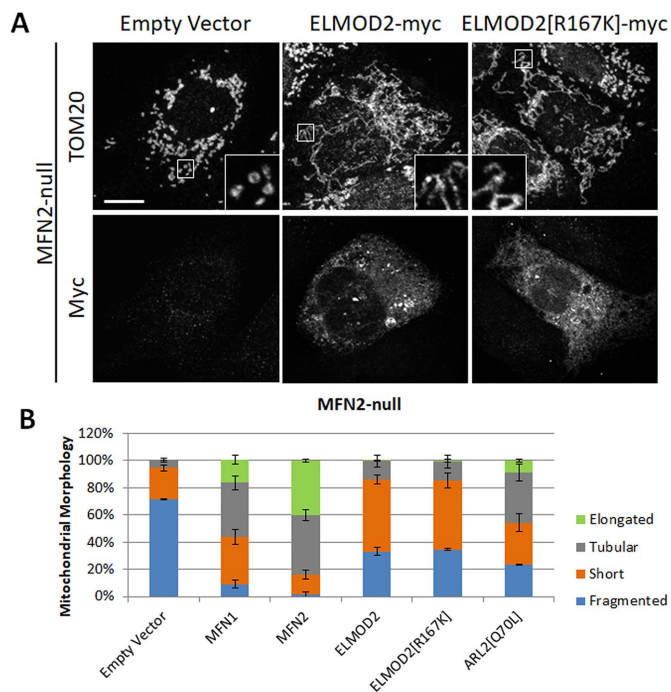 A
Empty Vector
ELMOD2-myc
ELMOD2[R167K]-myc
MFN2-null
TOM20
Myc
B
MFN2-null
Mitochondrial Morphology
120%
100%
80%
60%
40%
20%
0%
Empty Vector
MFN1
MFN2
ELMOD2
ELMOD2[R167K]
ARL2[Q70L]
Elongated
Tubular
Short
Fragmented